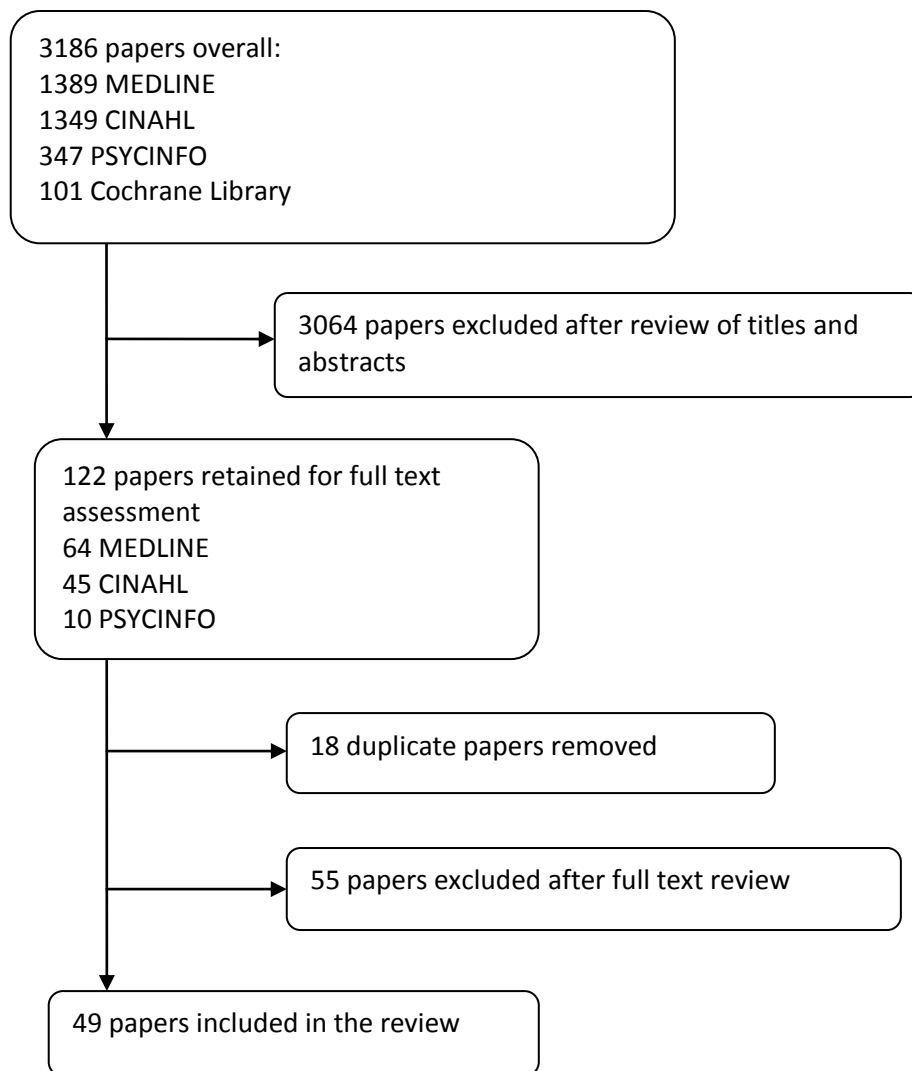 3186 papers overall:
1389 MEDLINE
1349 CINAHL
347 PSYCINFO
101 Cochrane Library
3064 papers excluded after review of titles and
abstracts
122 papers retained for full text
assessment
64 MEDLINE
45 CINAHL
10 PSYCINFO
18 duplicate papers removed
55 papers excluded after full text review
49 papers included in the review